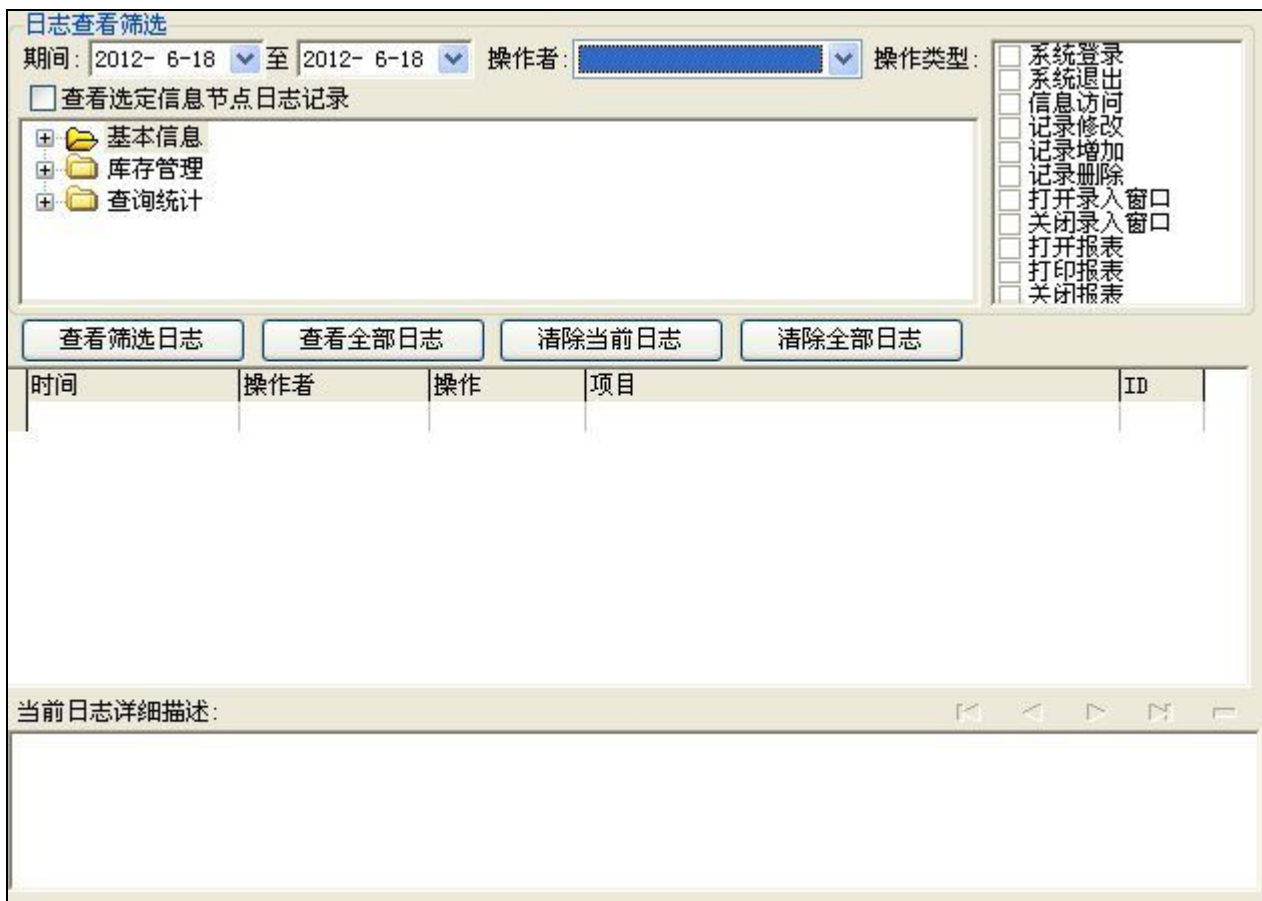 日志查看筛选
期间: 2012- 6-18 至 2012- 6-18 操作者: 操作类型:
系统登录
系统退出
信息访问
记录修改
记录增加
记录删除
打开录入窗口
关闭录入窗口
打开报表
打印报表
关闭报表
查看选定信息节点日志记录
基本信息
库存管理
查询统计
查看筛选日志 查看全部日志 清除当前日志 清除全部日志
时间 操作者 操作 项目 ID
当前日志详细描述: